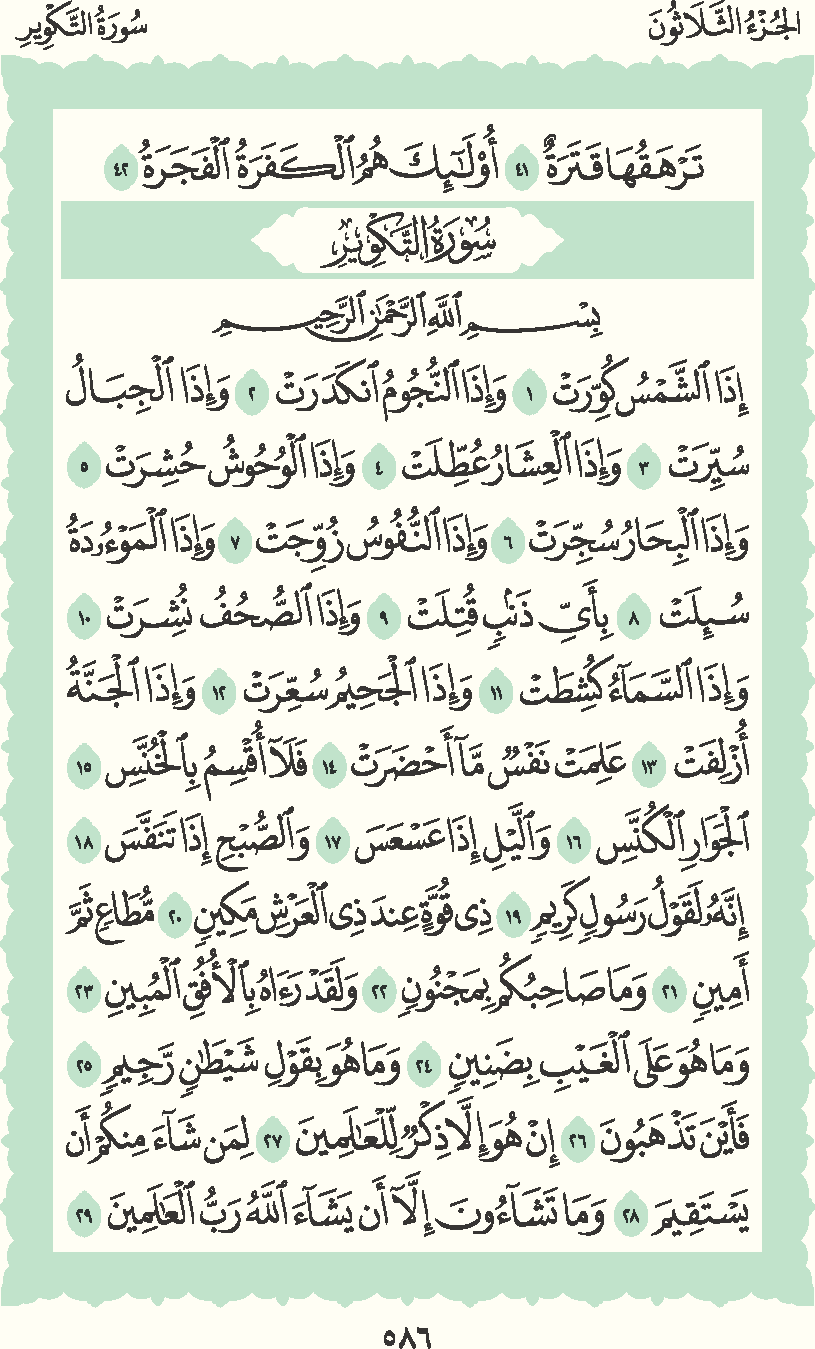 الجُزْءُ الثَّلَاثُونَ
سُورَةُ التَّكْوِيرِ
تَرْهَقُهَا قَتَرَةٌ ٤١ أُوْلَٰٓئِكَ هُمُ ٱلْكَفَرَةُ ٱلْفَجَرَةُ ٤٢
سُورَةُ التَّكْوِيرِ
بِسْمِ ٱللَّهِ ٱلرَّحْمَٰنِ ٱلرَّحِيمِ
إِذَا ٱلشَّمْسُ كُوِّرَتْ ١ وَإِذَا ٱلنُّجُومُ ٱنكَدَرَتْ ٢ وَإِذَا ٱلْجِبَالُ
سُيِّرَتْ ٣ وَإِذَا ٱلْعِشَارُ عُطِّلَتْ ٤ وَإِذَا ٱلْوُحُوشُ حُشِرَتْ ٥
وَإِذَا ٱلْبِحَارُ سُجِّرَتْ ٦ وَإِذَا ٱلنُّفُوسُ زُوِّجَتْ ٧ وَإِذَا ٱلْمَوْءُۥدَةُ
سُئِلَتْ ٨ بِأَيِّ ذَنۢبٍ قُتِلَتْ ٩ وَإِذَا ٱلصُّحُفُ نُشِرَتْ ١٠
وَإِذَا ٱلسَّمَآءُ كُشِطَتْ ١١ وَإِذَا ٱلْجَحِيمُ سُعِّرَتْ ١٢ وَإِذَا ٱلْجَنَّةُ
أُزْلِفَتْ ١٣ عَلِمَتْ نَفْسٌ مَّآ أَحْضَرَتْ ١٤ فَلَآ أُقْسِمُ بِٱلْخُنَّسِ ١٥
ٱلْجَوَارِ ٱلْكُنَّسِ ١٦ وَٱلَّيْلِ إِذَا عَسْعَسَ ١٧ وَٱلصُّبْحِ إِذَا تَنَفَّسَ ١٨
إِنَّهُۥ لَقَوْلُ رَسُولٍ كَرِيمٍ ١٩ ذِى قُوَّةٍ عِندَ ذِى ٱلْعَرْشِ مَكِينٍ ٢٠ مُّطَاعٍ ثَمَّ
أَمِينٍ ٢١ وَمَا صَاحِبُكُم بِمَجْنُونٍ ٢٢ وَلَقَدْ رَءَاهُ بِٱلْأُفُقِ ٱلْمُبِينِ ٢٣
وَمَا هُوَ عَلَى ٱلْغَيْبِ بِضَنِينٍ ٢٤ وَمَا هُوَ بِقَوْلِ شَيْطَٰنٍ رَّجِيمٍ ٢٥
فَأَيْنَ تَذْهَبُونَ ٢٦ إِنْ هُوَ إِلَّا ذِكْرٌ لِّلْعَٰلَمِينَ ٢٧ لِمَن شَآءَ مِنكُمْ أَن
يَسْتَقِيمَ ٢٨ وَمَا تَشَآءُونَ إِلَّآ أَن يَشَآءَ ٱللَّهُ رَبُّ ٱلْعَٰلَمِينَ ٢٩
٥٨٦